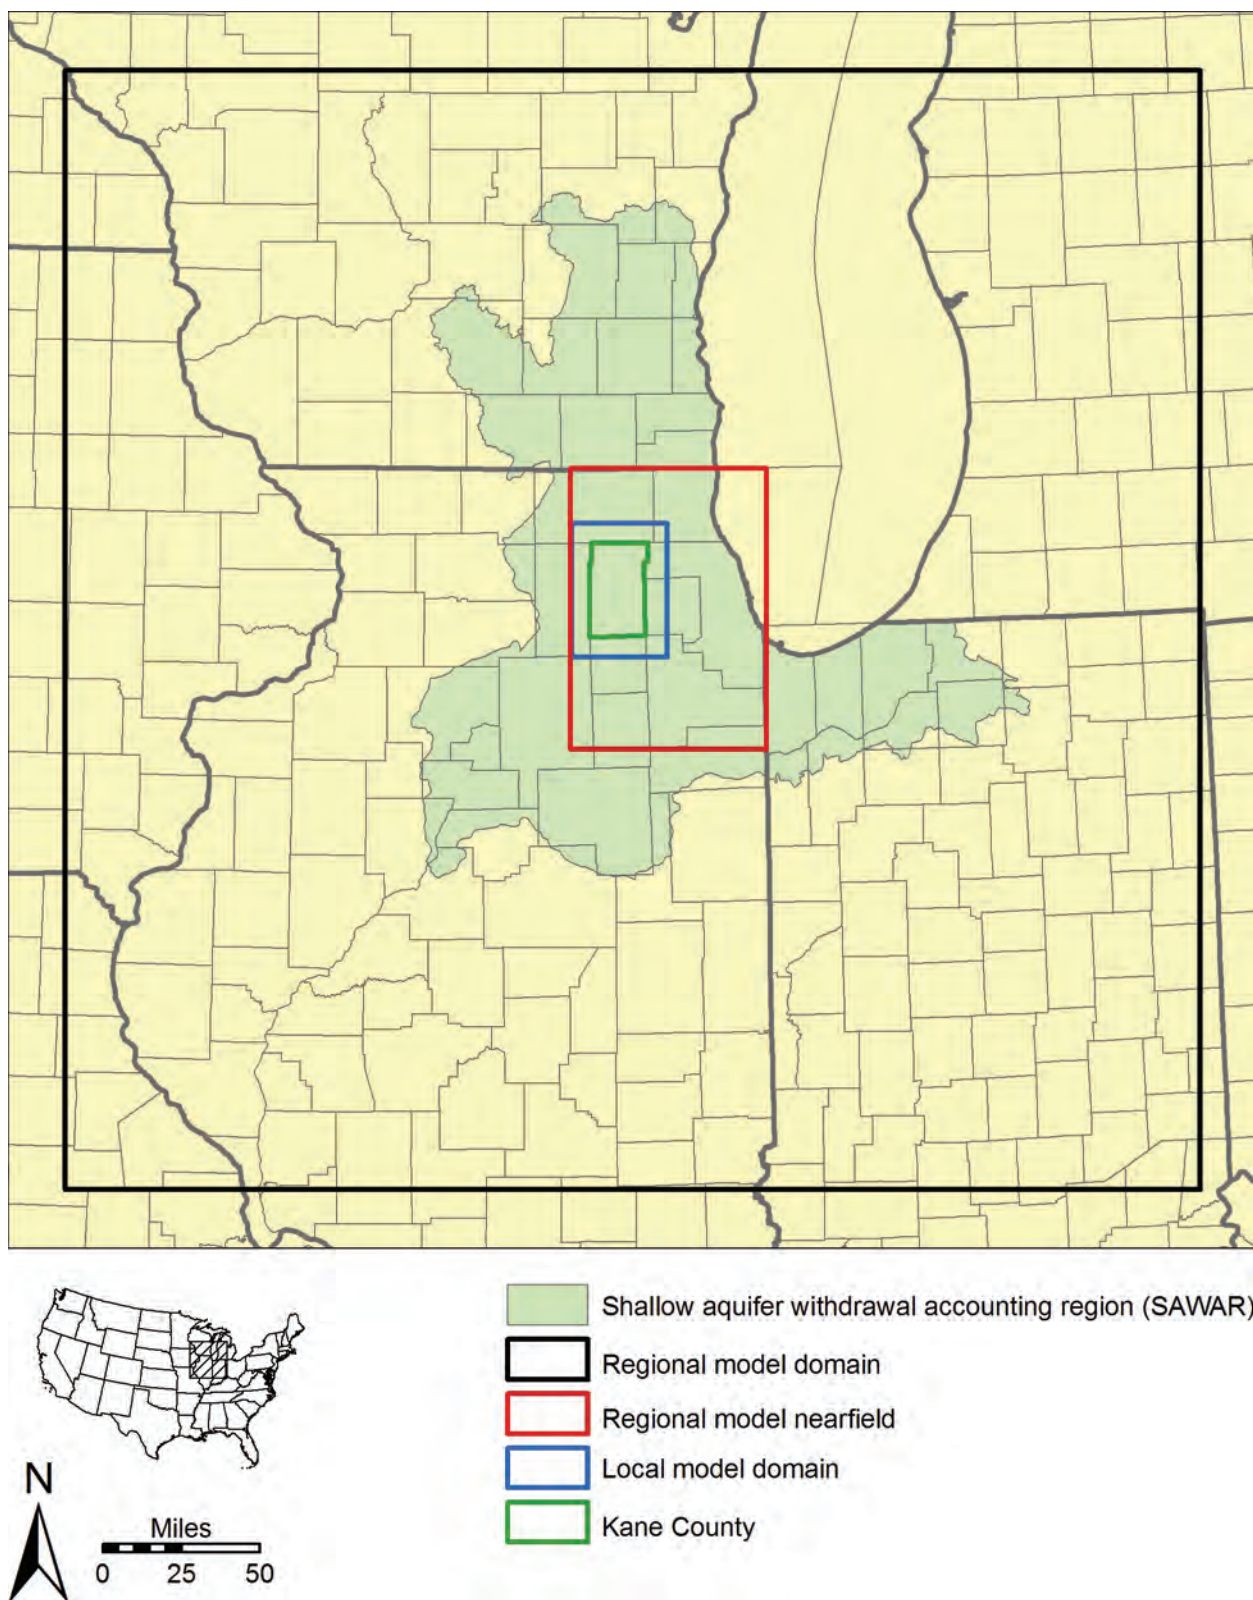 Shallow aquifer withdrawal accounting region (SAWAR)
Regional model domain
Regional model nearfield
Local model domain
Kane County
N
Miles
0 25 50